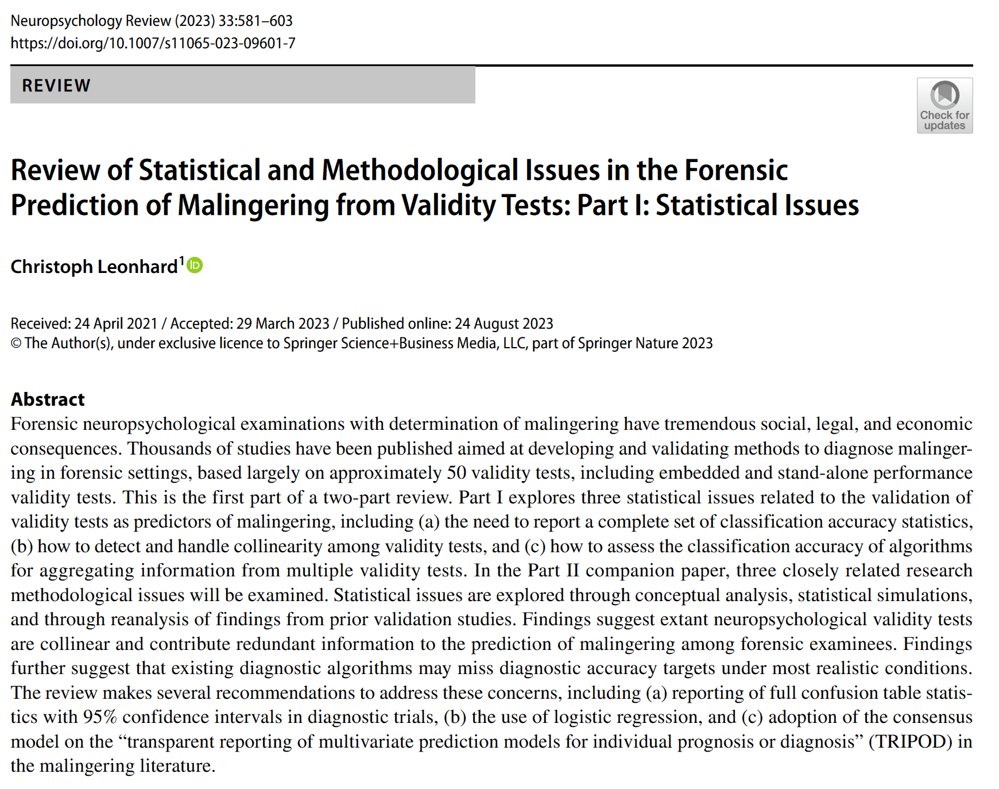 Neuropsychology Review (2023) 33:581–603
https://doi.org/10.1007/s11065-023-09601-7
REVIEW
Check for
updates
Review of Statistical and Methodological Issues in the Forensic
Prediction of Malingering from Validity Tests: Part I: Statistical Issues
Christoph Leonhard1 iD
Received: 24 April 2021 / Accepted: 29 March 2023 / Published online: 24 August 2023
© The Author(s), under exclusive licence to Springer Science+Business Media, LLC, part of Springer Nature 2023
Abstract
Forensic neuropsychological examinations with determination of malingering have tremendous social, legal, and economic
consequences. Thousands of studies have been published aimed at developing and validating methods to diagnose malinger-
ing in forensic settings, based largely on approximately 50 validity tests, including embedded and stand-alone performance
validity tests. This is the first part of a two-part review. Part I explores three statistical issues related to the validation of
validity tests as predictors of malingering, including (a) the need to report a complete set of classification accuracy statistics,
(b) how to detect and handle collinearity among validity tests, and (c) how to assess the classification accuracy of algorithms
for aggregating information from multiple validity tests. In the Part II companion paper, three closely related research
methodological issues will be examined. Statistical issues are explored through conceptual analysis, statistical simulations,
and through reanalysis of findings from prior validation studies. Findings suggest extant neuropsychological validity tests
are collinear and contribute redundant information to the prediction of malingering among forensic examinees. Findings
further suggest that existing diagnostic algorithms may miss diagnostic accuracy targets under most realistic conditions.
The review makes several recommendations to address these concerns, including (a) reporting of full confusion table statis-
tics with 95% confidence intervals in diagnostic trials, (b) the use of logistic regression, and (c) adoption of the consensus
model on the “transparent reporting of multivariate prediction models for individual prognosis or diagnosis” (TRIPOD) in
the malingering literature.